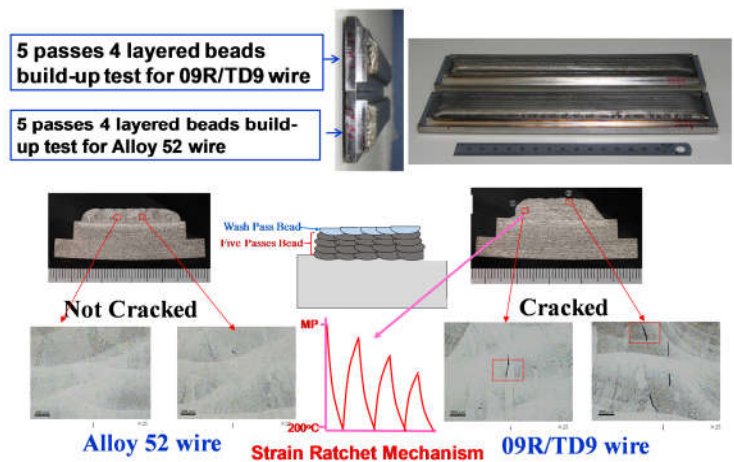 5 passes 4 layered beads
build-up test for 09R/TD9 wire
5 passes 4 layered beads build-
up test for Alloy 52 wire
Wash Pass Bead
Five Passes Bead
Not Cracked
Cracked
MP
200°C
Alloy 52 wire
Strain Ratchet Mechanism
09R/TD9 wire